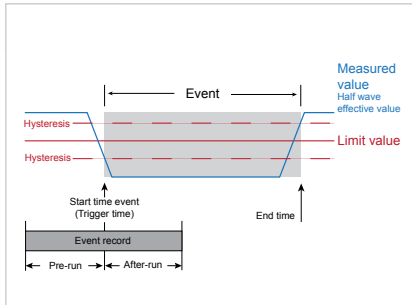 Event
Measured
value
Half wave
effective value
Hysteresis
Limit value
Hysteresis
Start time event
(Trigger time)
End time
Event record
Pre-run
After-run